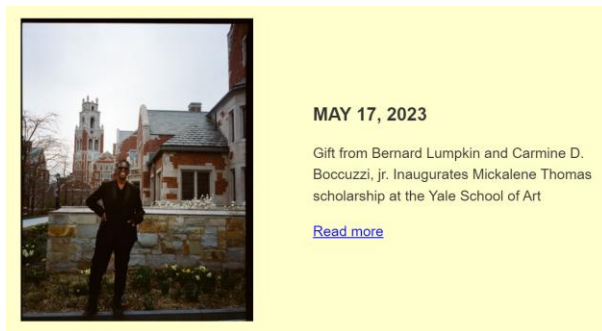 MAY 17, 2023
Gift from Bernard Lumpkin and Carmine D.
Boccuzzi, jr. Inaugurates Mickalene Thomas
scholarship at the Yale School of Art
Read more